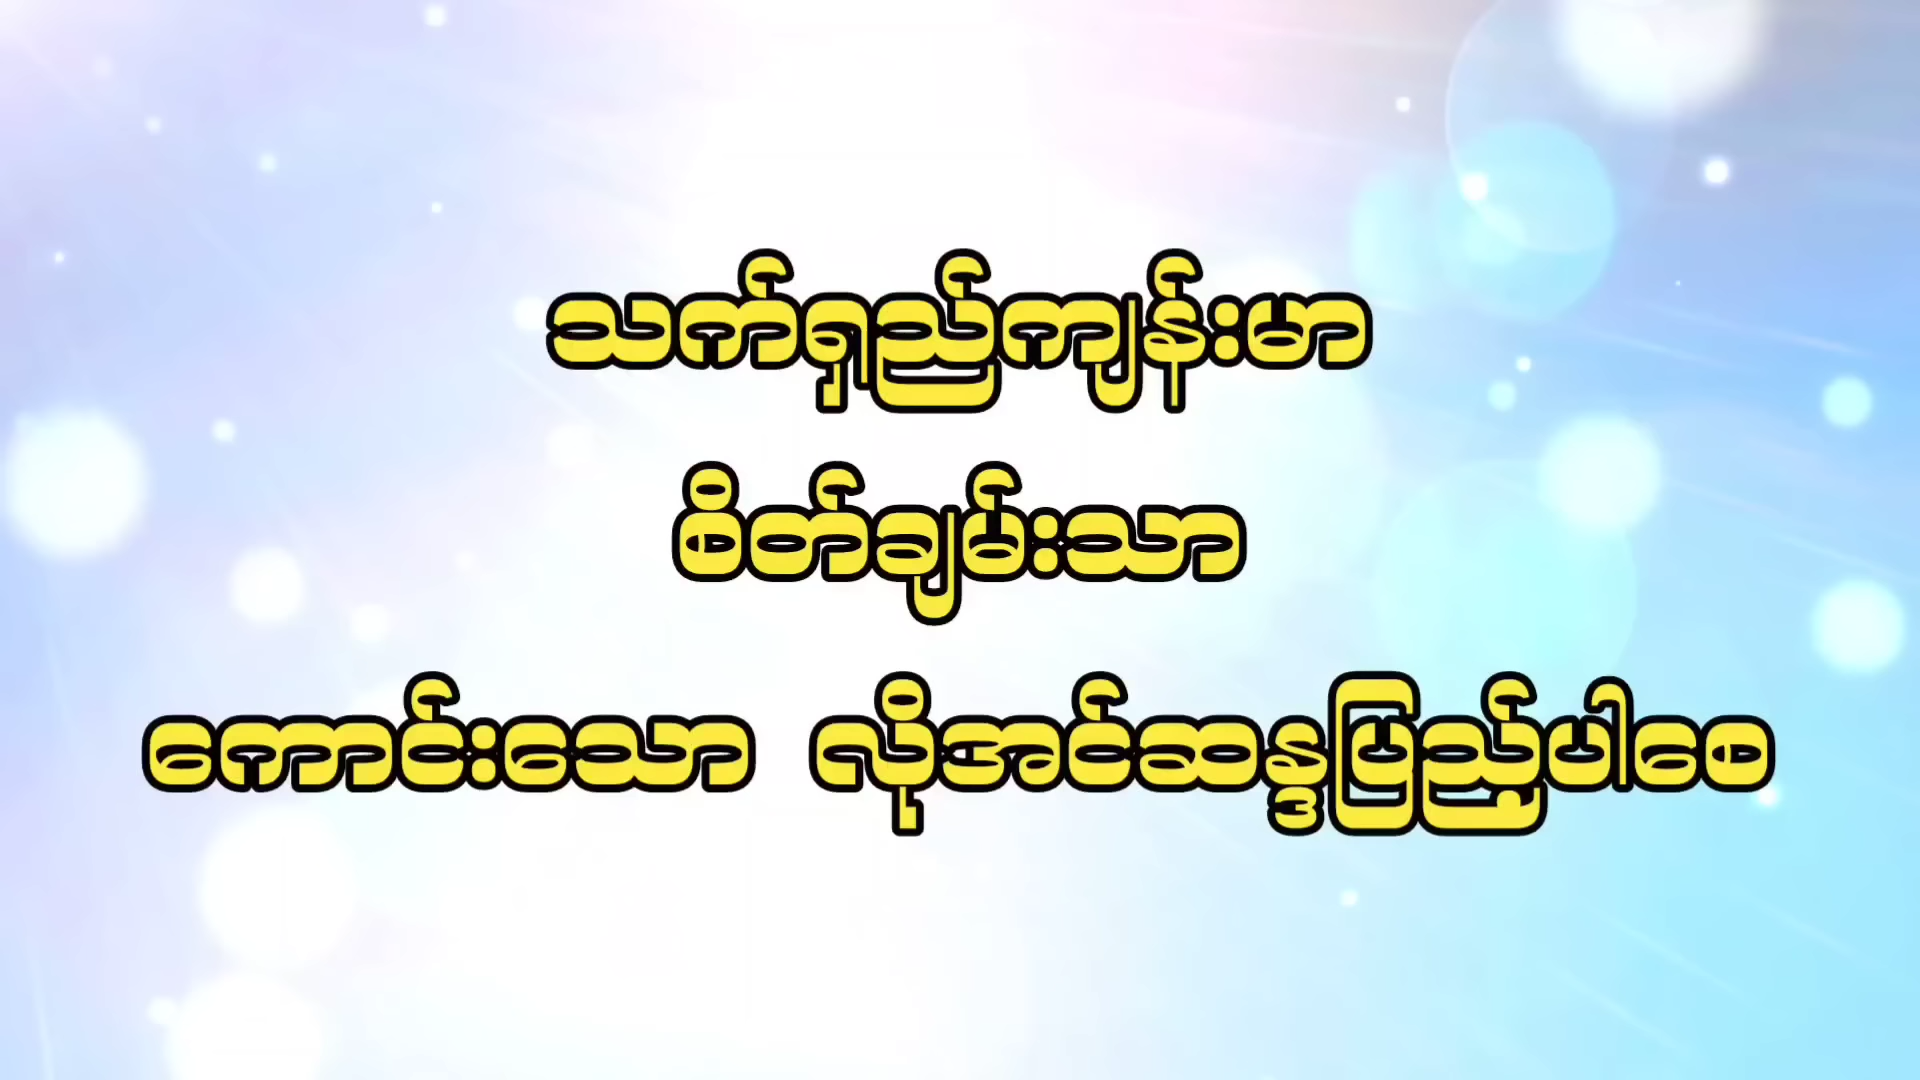 သက်ရှည်ကျန်းမာ
စိတ်ချမ်းသာ
ကောင်းသော လိုအင်ဆန္ဒပြည့်ပါစေ